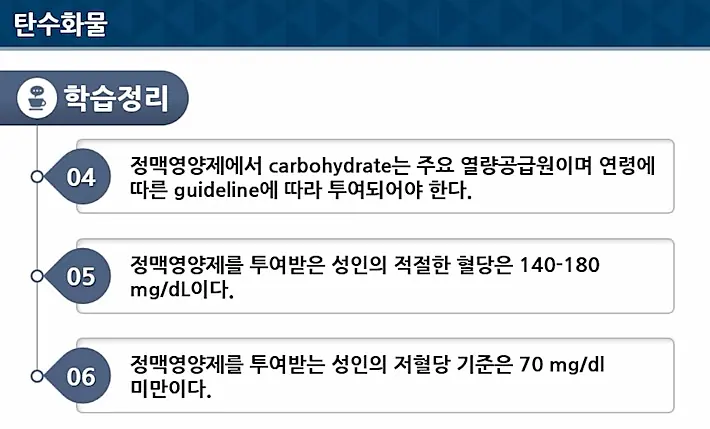 탄수화물
학습정리
04
정맥영양제에서 carbohydrate는 주요 열량공급원이며 연령에
따른 guideline에 따라 투여되어야 한다.
05
정맥영양제를 투여받은 성인의 적절한 혈당은 140-180
mg/dL이다.
06
정맥영양제를 투여받는 성인의 저혈당 기준은 70 mg/dl
미만이다.